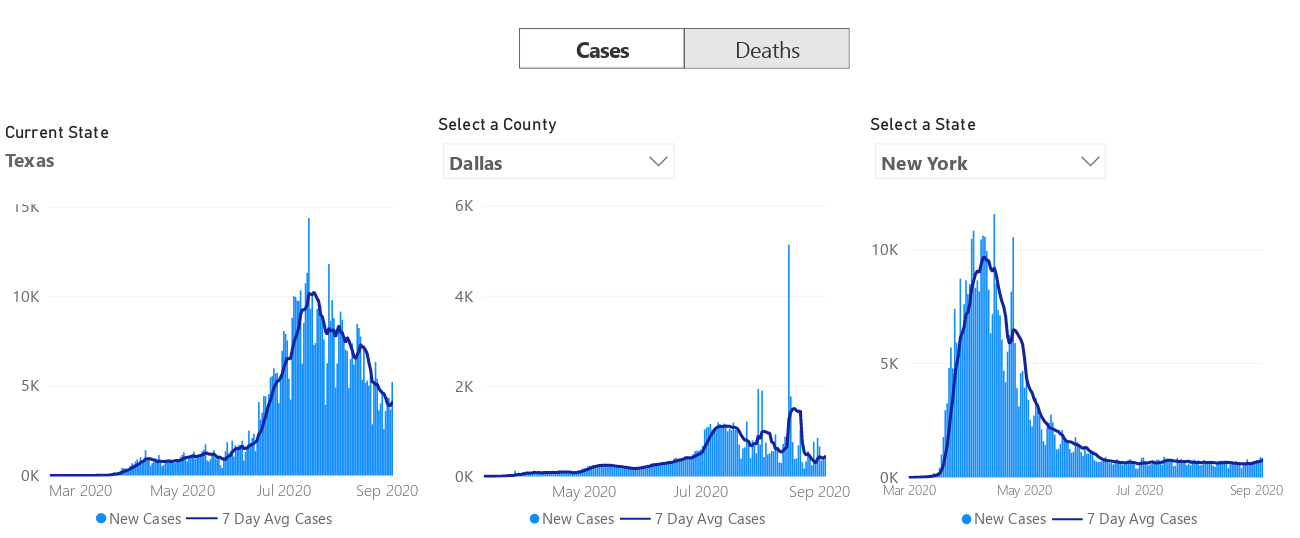 Cases Deaths
Current State
Texas
Select a County
Dallas
Select a State
New York
15K
10K
5K
0K
Mar 2020 May 2020 Jul 2020 Sep 2020
New Cases 7 Day Avg Cases
6K
4K
2K
0K
May 2020 Jul 2020 Sep 2020
New Cases 7 Day Avg Cases
10K
5K
0K
Mar 2020 May 2020 Jul 2020 Sep 2020
New Cases 7 Day Avg Cases